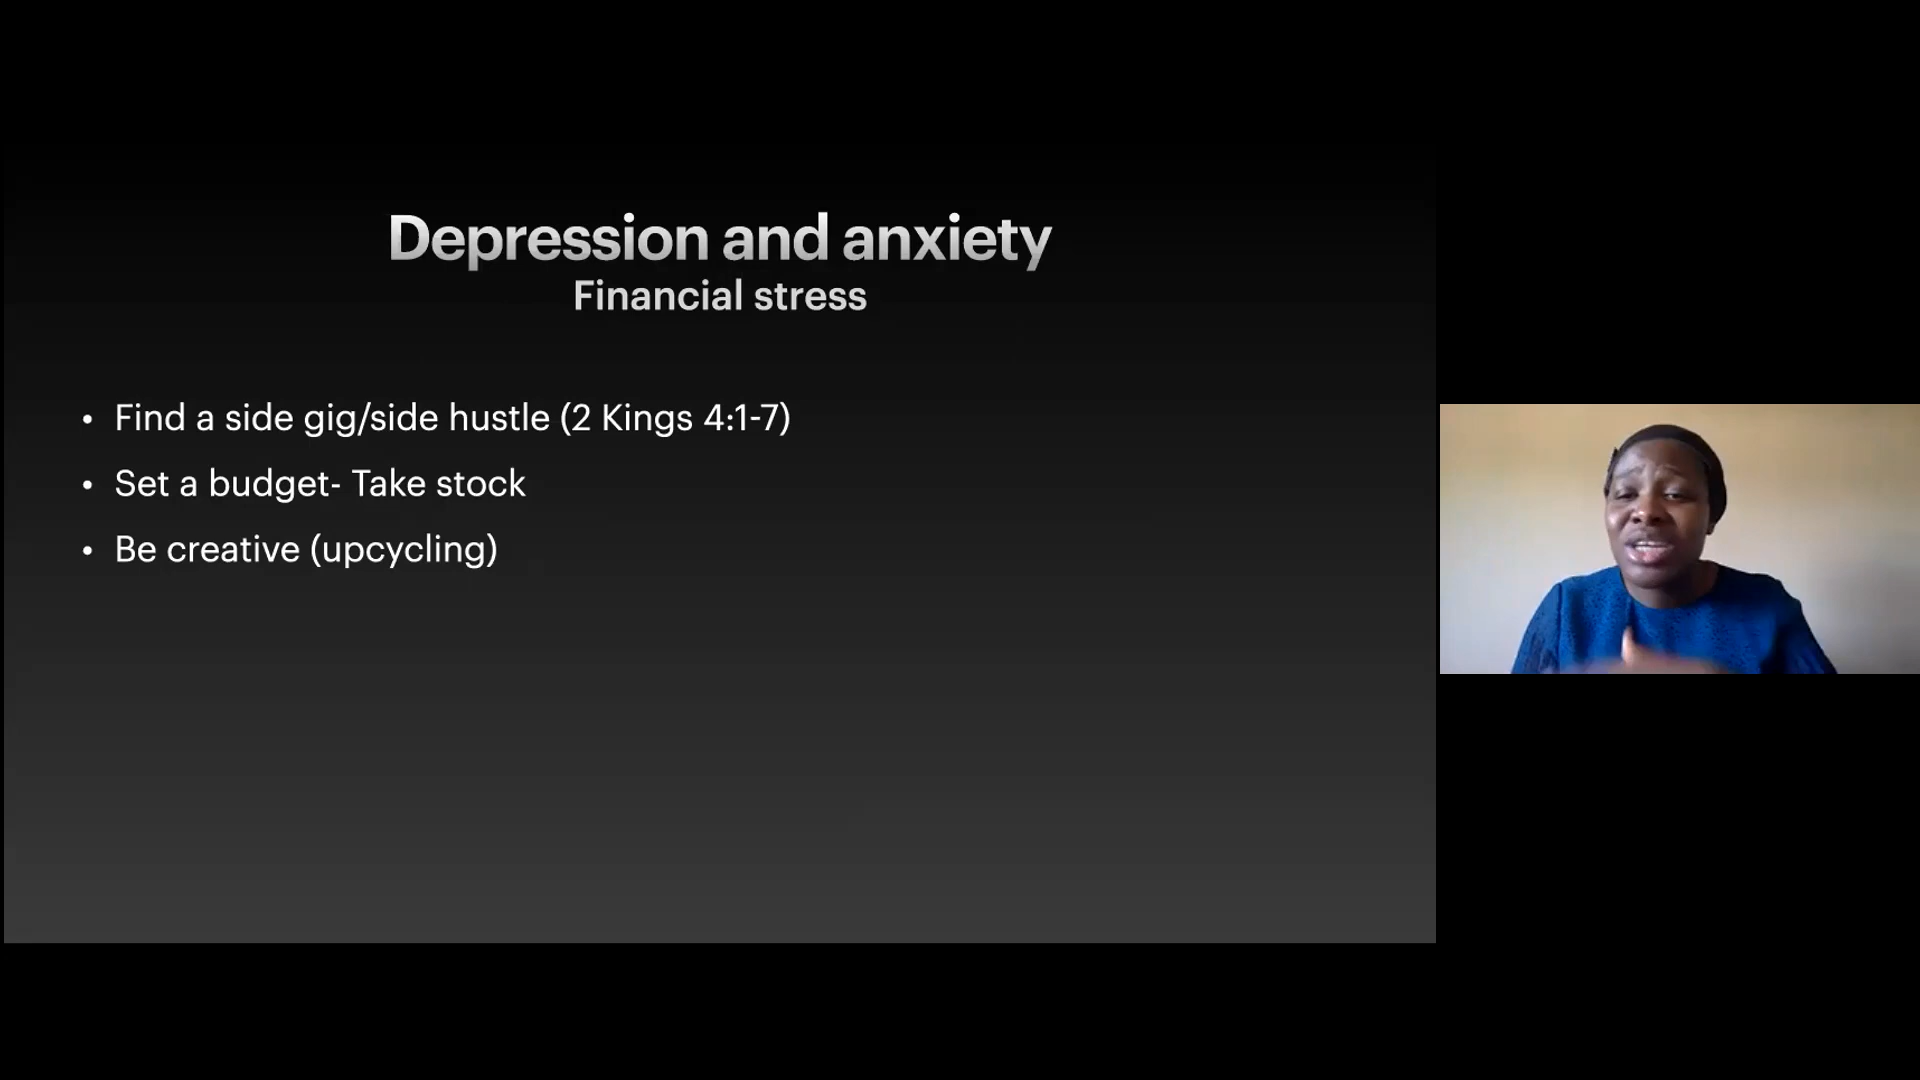 Depression and anxiety
Financial stress
• Find a side gig/side hustle (2 Kings 4:1-7)
• Set a budget- Take stock
• Be creative (upcycling)